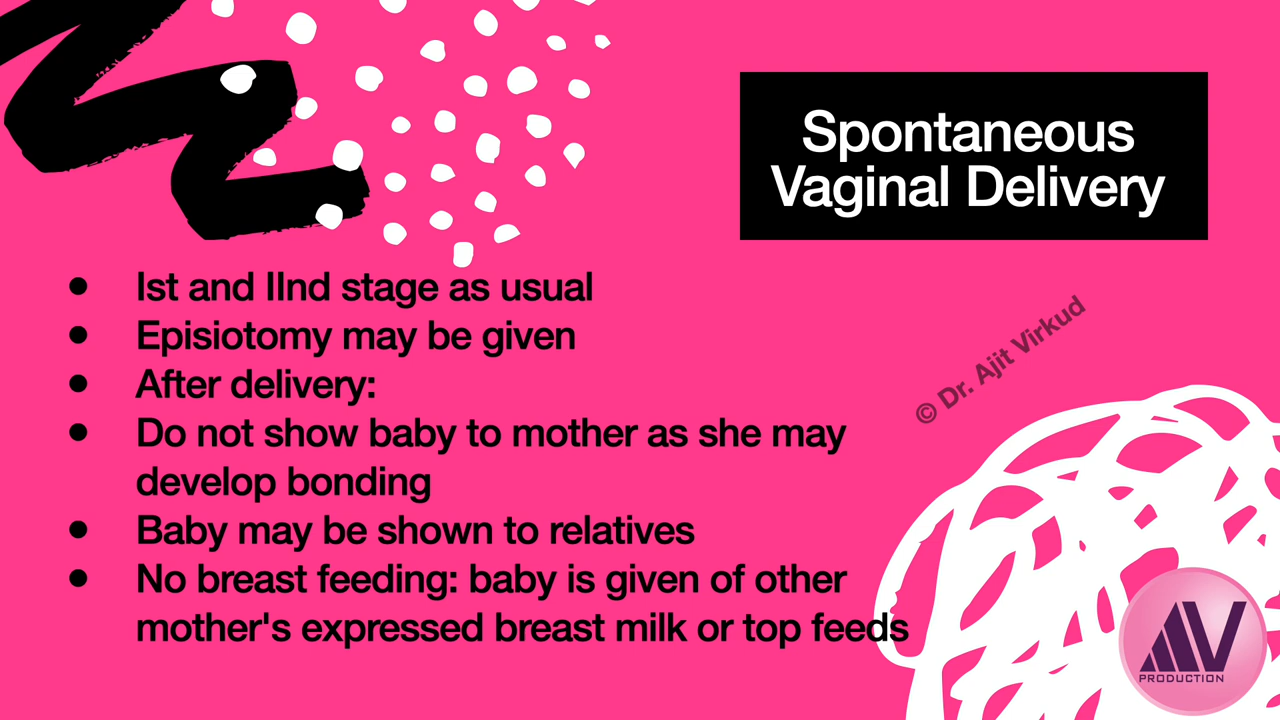 Spontaneous
Vaginal Delivery
● Ist and IInd stage as usual
● Episiotomy may be given
● After delivery:
● Do not show baby to mother as she may
develop bonding
● Baby may be shown to relatives
● No breast feeding: baby is given of other
mother's expressed breast milk or top feeds
© Dr. Ajit Virkud
AV
PRODUCTION